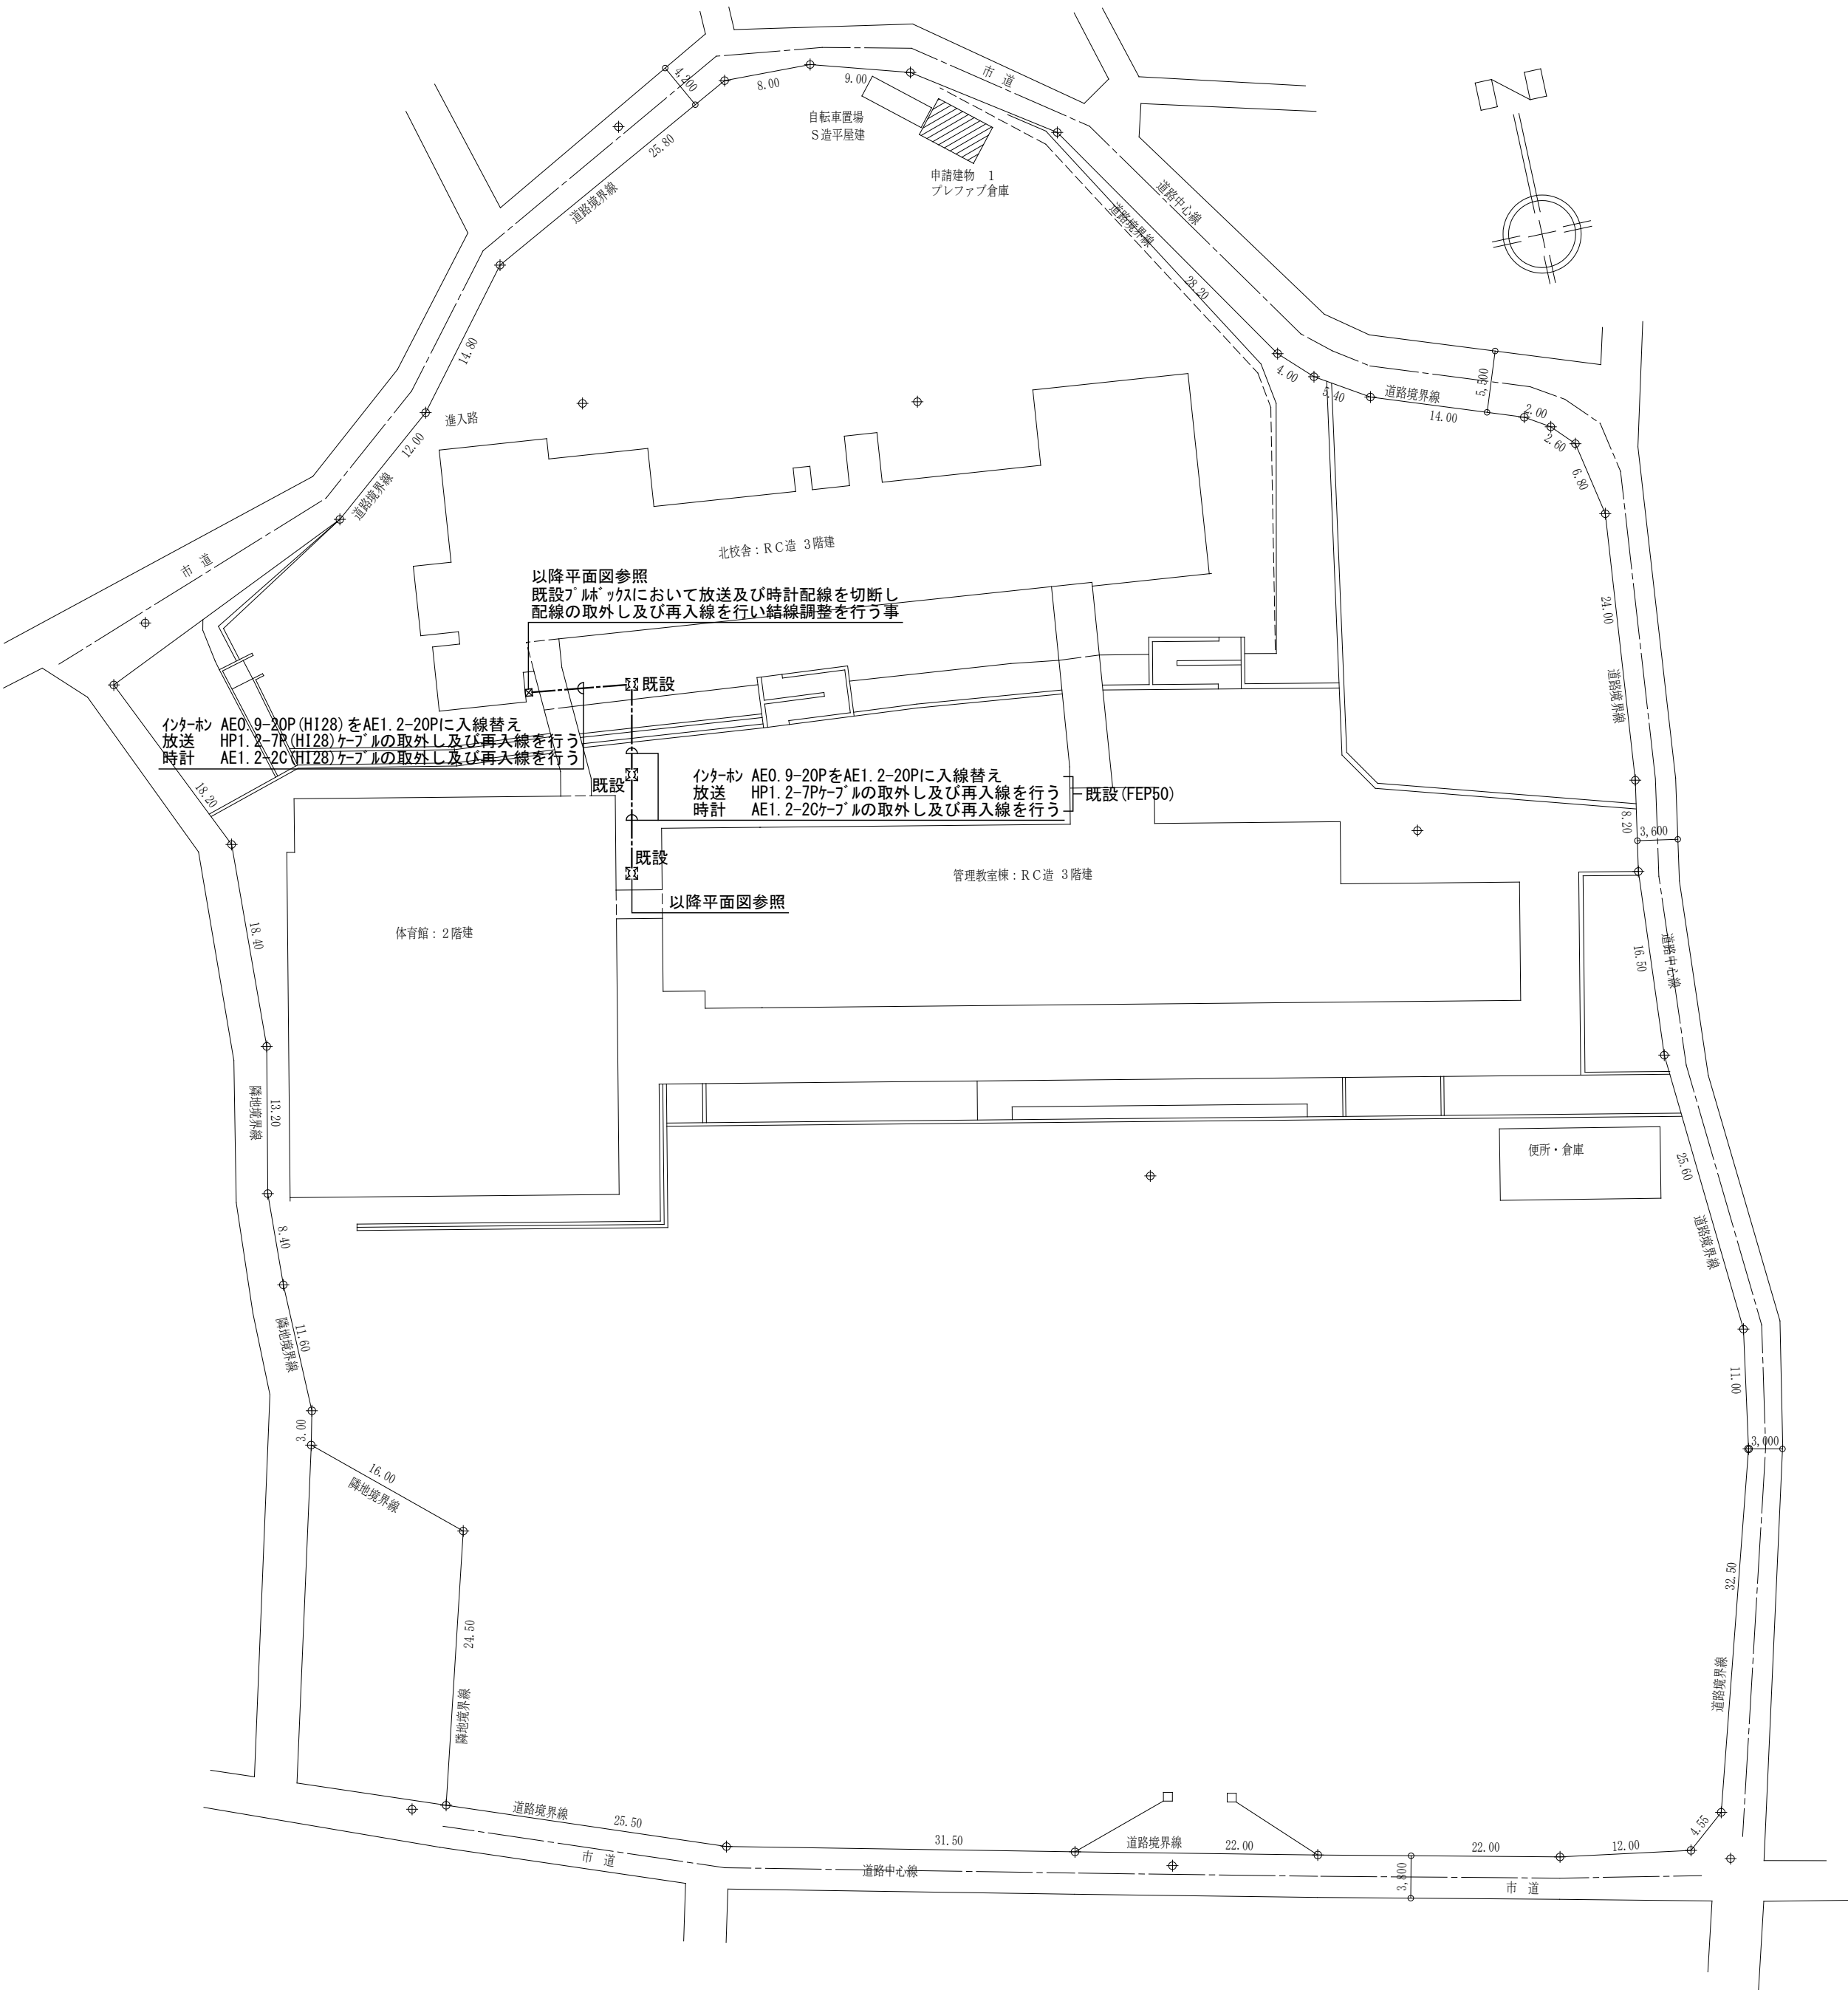 市 道
4,200
8.00
9.00
自転車置場
Ｓ造平屋建
申請建物 1
プレファブ倉庫
N
25.80
道路境界線
道路中心線
道路境界線
28.20
14.80
4.00
5.40
道路境界線
5,500
14.00
2.00
2.60
6.80
進入路
12.00
道路境界線
市 道
北校舎：ＲＣ造 3階建
以降平面図参照
既設ﾌﾟﾙﾎﾞｯｸｽにおいて放送及び時計配線を切断し
配線の取外し及び再入線を行い結線調整を行う事
24.00
道路境界線
既設
ｲﾝﾀｰﾎﾝ AE0.9-20P(HI28)をAE1.2-20Pに入線替え
放送 HP1.2-7P(HI28)ｹｰﾌﾞﾙの取外し及び再入線を行う
時計 AE1.2-2C(HI28)ｹｰﾌﾞﾙの取外し及び再入線を行う
既設
ｲﾝﾀｰﾎﾝ AE0.9-20PをAE1.2-20Pに入線替え
放送 HP1.2-7Pｹｰﾌﾞﾙの取外し及び再入線を行う
時計 AE1.2-2Cｹｰﾌﾞﾙの取外し及び再入線を行う
既設(FEP50)
18.20
8.20
3,600
既設
管理教室棟：ＲＣ造 3階建
以降平面図参照
体育館：２階建
18.40
16.50
道路中心線
隣地境界線
13.20
便所・倉庫
25.60
道路境界線
8.40
11.60
隣地境界線
11.00
3.00
3,000
16.00
隣地境界線
32.50
24.50
隣地境界線
道路境界線
道路境界線
25.50
31.50
道路境界線
22.00
22.00
12.00
4.55
市 道
道路中心線
3,800
市 道